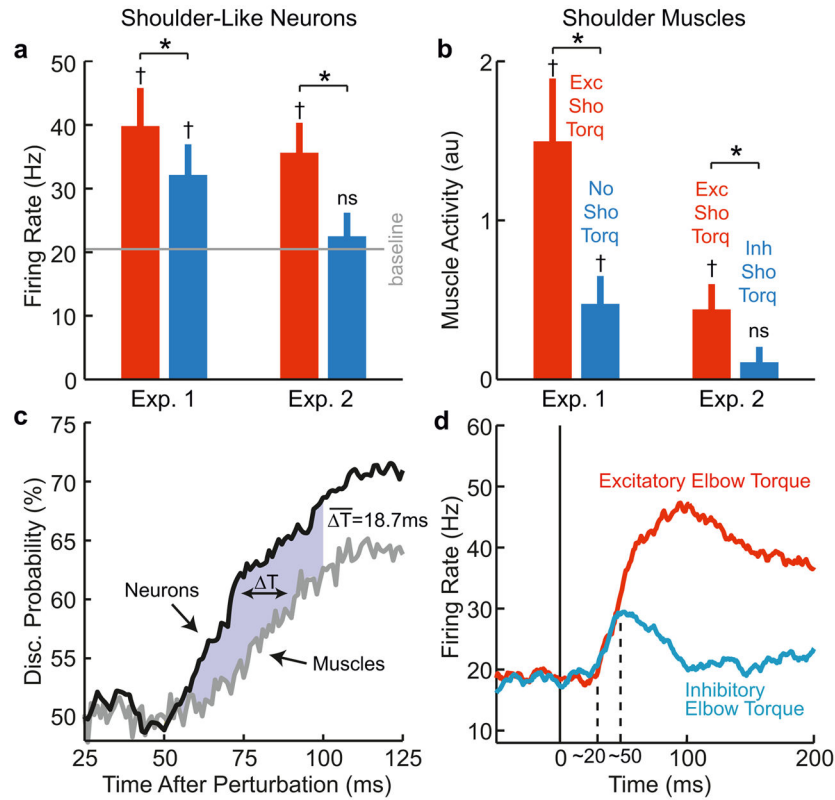 Shoulder-Like Neurons
Shoulder Muscles
a
Firing Rate (Hz)
50
40
30
20
10
0
†
*
†
†
*
ns
baseline
Exp. 1
Exp. 2
b
Muscle Activity (au)
2
1
0
*
†
Exc
Sho
Torq
No
Sho
Torq
†
*
Exc
Sho
Torq
†
Inh
Sho
Torq
ns
Exp. 1
Exp. 2
c
Disc. Probability (%)
75
70
65
60
55
50
ΔT=18.7ms
ΔT
Neurons
Muscles
25
50
75
100
125
Time After Perturbation (ms)
d
Firing Rate (Hz)
60
50
40
30
20
10
Excitatory Elbow Torque
Inhibitory
Elbow Torque
0
~20
~50
100
200
Time (ms)